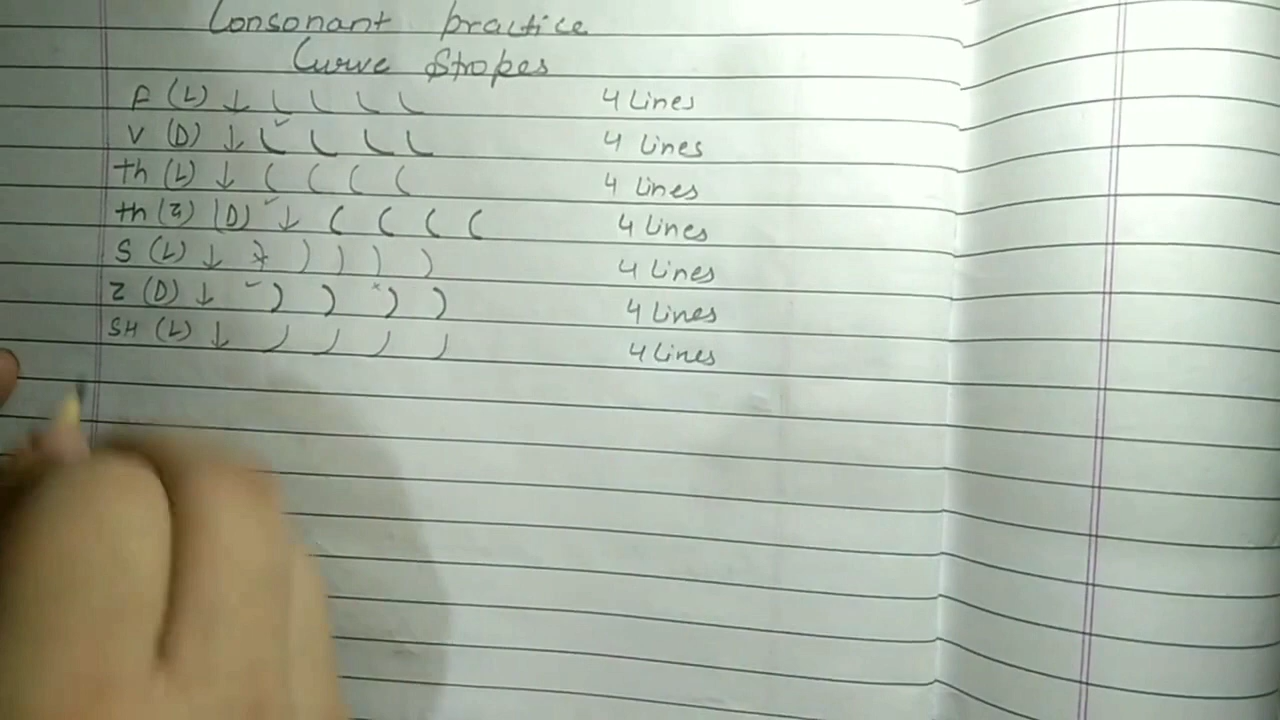 Consonant practice
Curve Strokes
F (L) ↓ 4 Lines
V (D) ↓ 4 Lines
th (L) ↓ 4 Lines
th (D) ↓ 4 Lines
S (L) ↓ 4 Lines
Z (D) ↓ 4 Lines
SH (L) ↓ 4 Lines